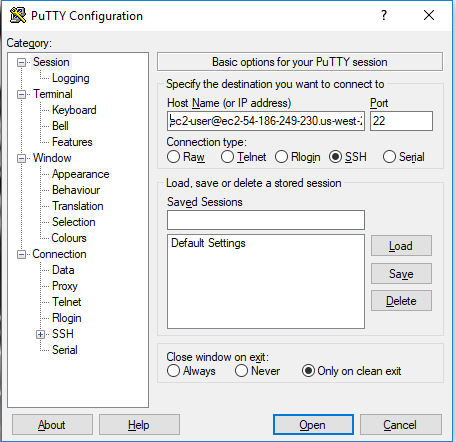 PuTTY Configuration
Category:
Session
Logging
Terminal
Keyboard
Bell
Features
Window
Appearance
Behaviour
Translation
Selection
Colours
Connection
Data
Proxy
Telnet
Rlogin
SSH
Serial
Basic options for your PuTTY session
Specify the destination you want to connect to
Host Name (or IP address) Port
ec2-user@ec2-54-186-249-230.us-west-2 22
Connection type:
Raw Telnet Rlogin SSH Serial
Load, save or delete a stored session
Saved Sessions
Default Settings
Load
Save
Delete
Close window on exit:
Always Never Only on clean exit
About Help Open Cancel